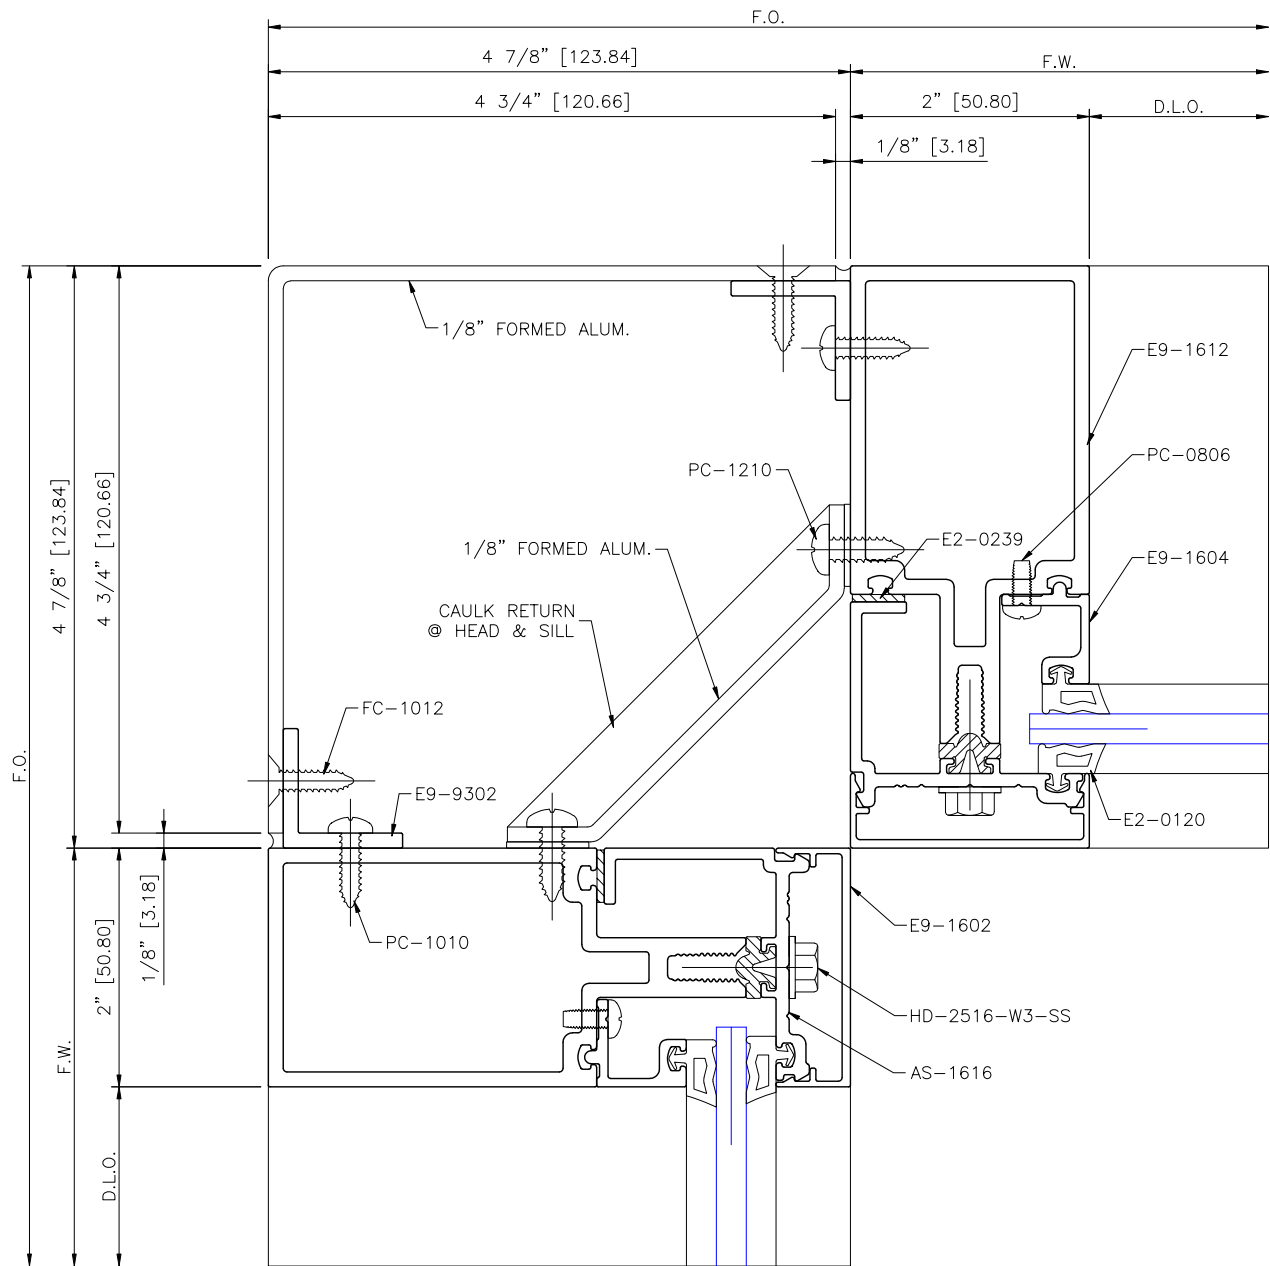 F.O.
4 7/8" [123.84]
F.W.
4 3/4" [120.66]
2" [50.80]
D.L.O.
1/8" [3.18]
1/8" FORMED ALUM.
E9-1612
PC-0806
PC-1210
E2-0239
1/8" FORMED ALUM.
E9-1604
CAULK RETURN
@ HEAD & SILL
FC-1012
E9-9302
E2-0120
E9-1602
PC-1010
HD-2516-W3-SS
AS-1616
F.O.
4 7/8" [123.84]
4 3/4" [120.66]
1/8" [3.18]
2" [50.80]
F.W.
D.L.O.